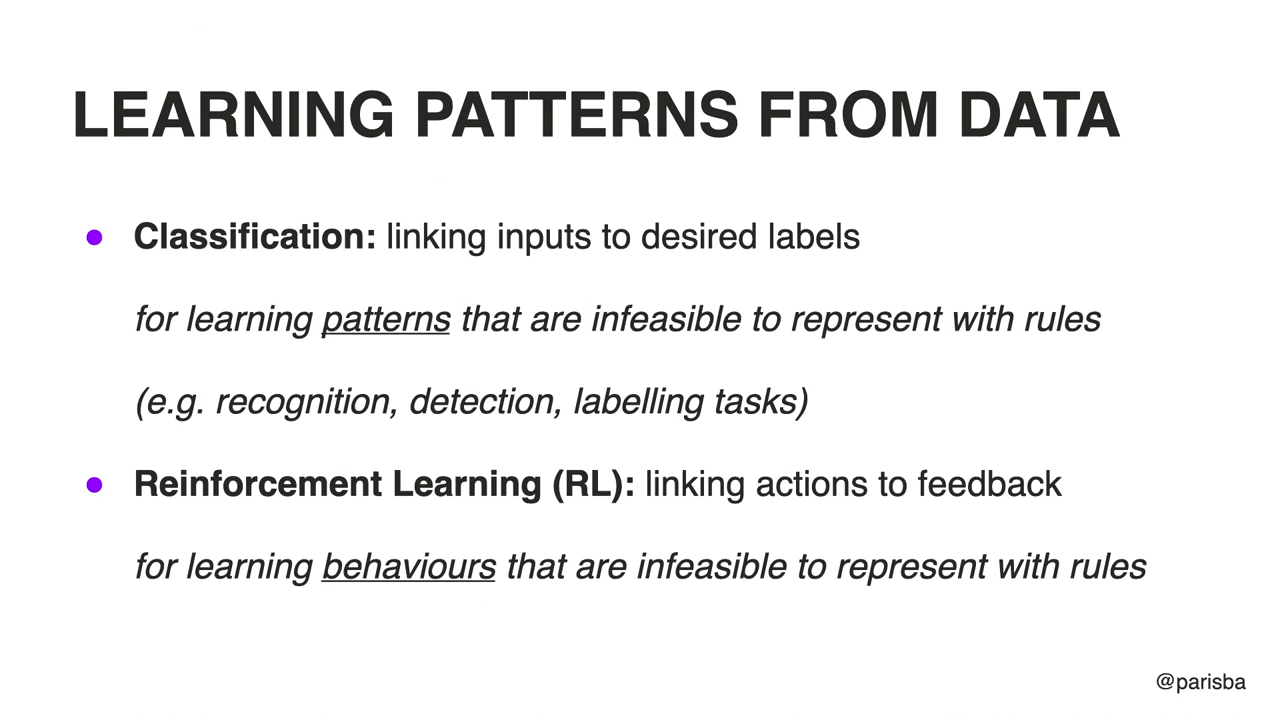 LEARNING PATTERNS FROM DATA
● Classification: linking inputs to desired labels
for learning patterns that are infeasible to represent with rules
(e.g. recognition, detection, labelling tasks)
● Reinforcement Learning (RL): linking actions to feedback
for learning behaviours that are infeasible to represent with rules
@parisba